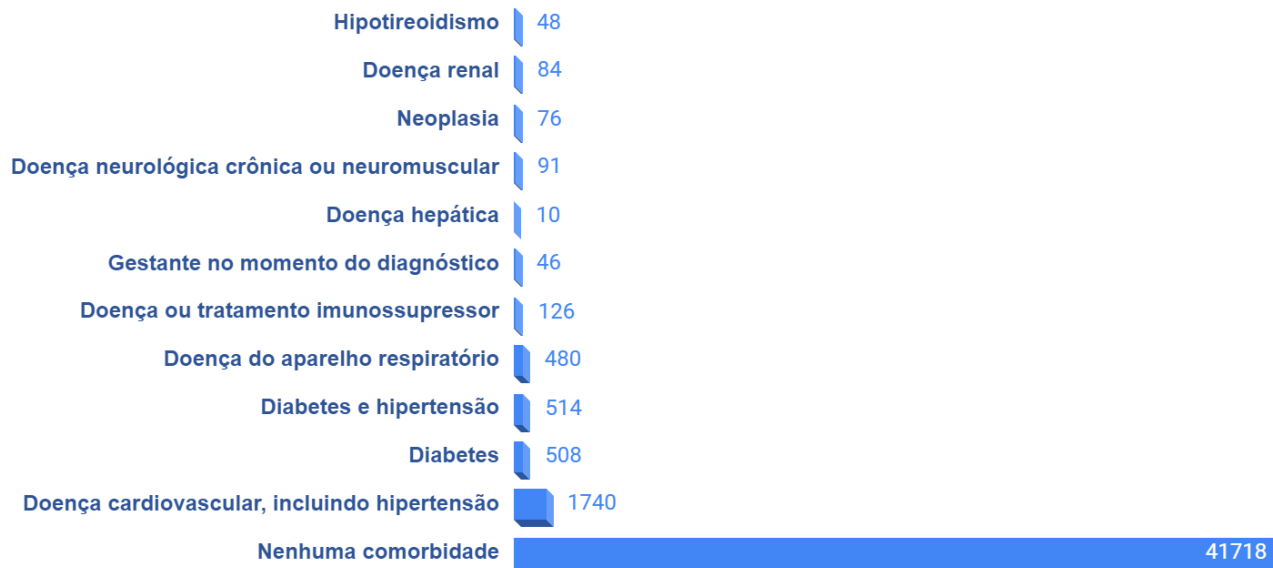 Hipotireoidismo 48
Doença renal 84
Neoplasia 76
Doença neurológica crônica ou neuromuscular 91
Doença hepática 10
Gestante no momento do diagnóstico 46
Doença ou tratamento imunossupressor 126
Doença do aparelho respiratório 480
Diabetes e hipertensão 514
Diabetes 508
Doença cardiovascular, incluindo hipertensão 1740
Nenhuma comorbidade 41718